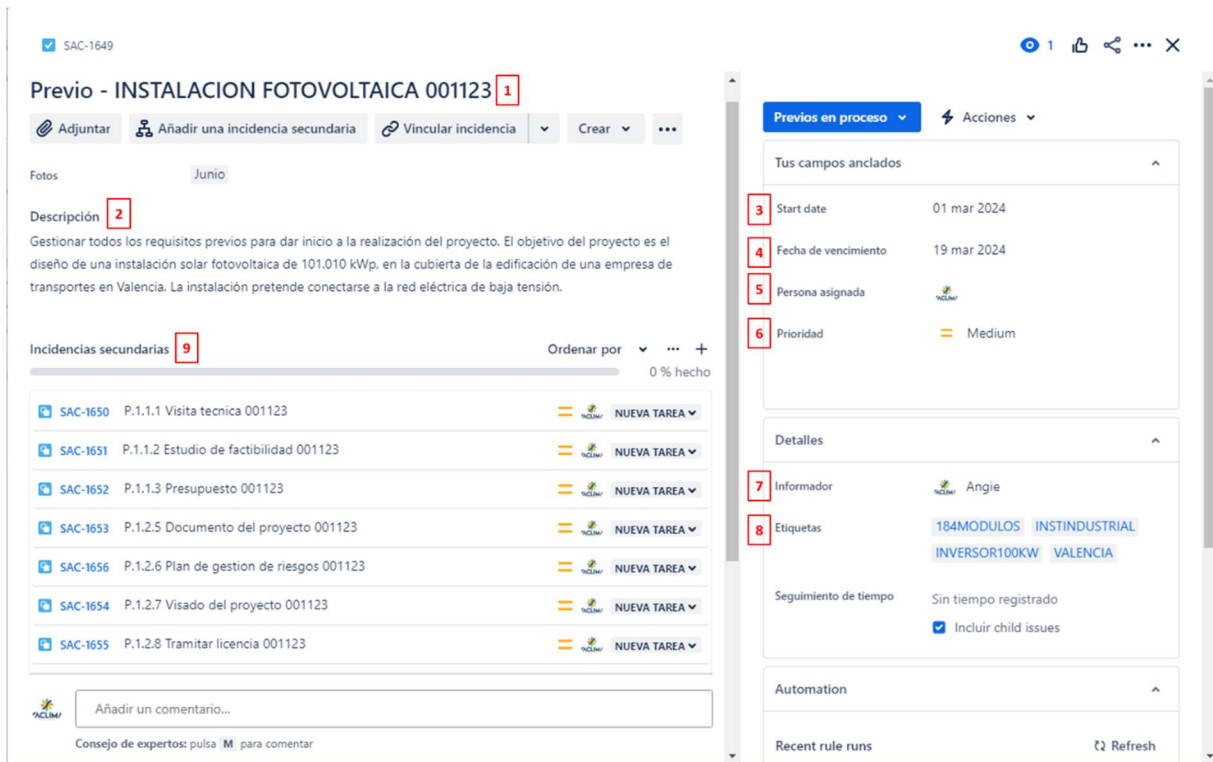 SAC-1649
1
Previo - INSTALACION FOTOVOLTAICA 001123 1
Adjuntar Añadir una incidencia secundaria Vincular incidencia Crear
Fotos Junio
Descripción 2
Gestionar todos los requisitos previos para dar inicio a la realización del proyecto. El objetivo del proyecto es el
diseño de una instalación solar fotovoltaica de 101.010 kWp, en la cubierta de la edificación de una empresa de
transportes en Valencia. La instalación pretende conectarse a la red eléctrica de baja tensión.
Incidencias secundarias 9 Ordenar por
0 % hecho
SAC-1650 P.1.1.1 Visita tecnica 001123 NUEVA TAREA
SAC-1651 P.1.1.2 Estudio de factibilidad 001123 NUEVA TAREA
SAC-1652 P.1.1.3 Presupuesto 001123 NUEVA TAREA
SAC-1653 P.1.2.5 Documento del proyecto 001123 NUEVA TAREA
SAC-1656 P.1.2.6 Plan de gestion de riesgos 001123 NUEVA TAREA
SAC-1654 P.1.2.7 Visado del proyecto 001123 NUEVA TAREA
SAC-1655 P.1.2.8 Tramitar licencia 001123 NUEVA TAREA
Añadir un comentario...
Consejo de expertos: pulsa M para comentar
Previos en proceso Acciones
Tus campos anclados
3 Start date 01 mar 2024
4 Fecha de vencimiento 19 mar 2024
5 Persona asignada
6 Prioridad Medium
Detalles
7 Informador Angie
8 Etiquetas 184MODULOS INSTINDUSTRIAL
INVERSOR100KW VALENCIA
Seguimiento de tiempo Sin tiempo registrado
Incluir child issues
Automation
Recent rule runs Refresh